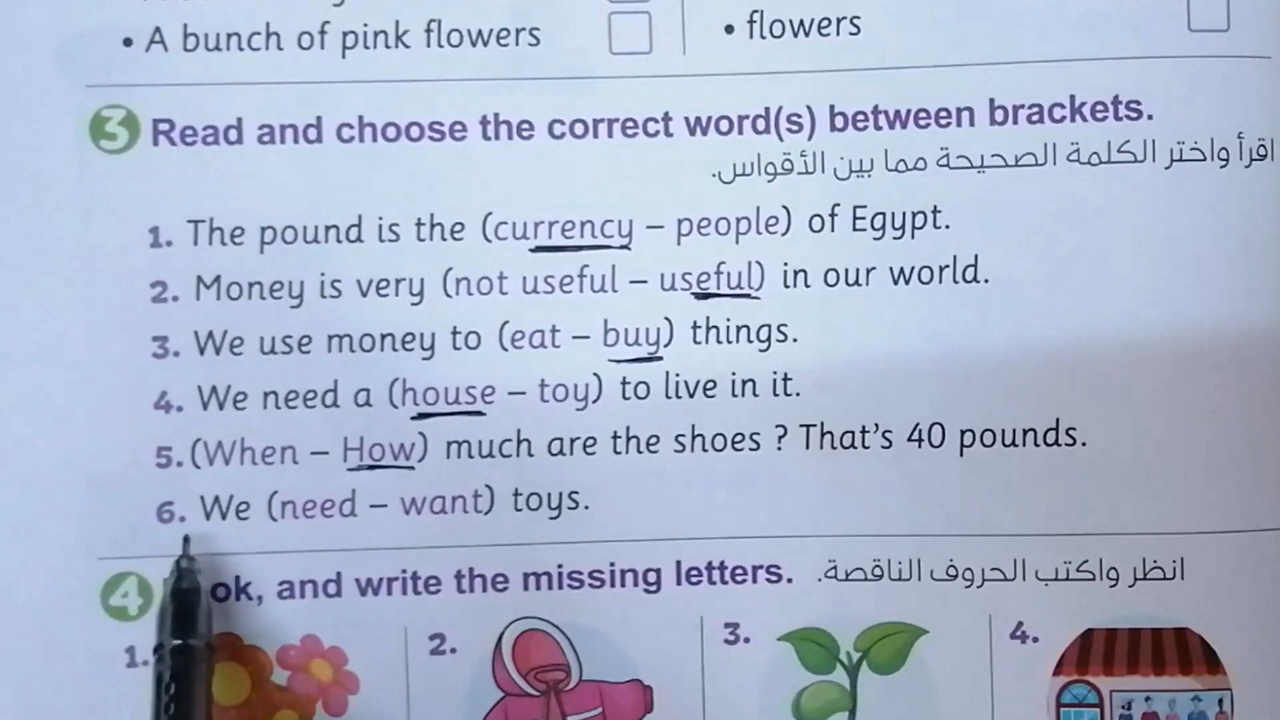 • A bunch of pink flowers
• flowers
3 Read and choose the correct word(s) between brackets.
اقرأ واختر الكلمة الصحيحة مما بين الأقواس.
1. The pound is the (currency – people) of Egypt.
2. Money is very (not useful – useful) in our world.
3. We use money to (eat – buy) things.
4. We need a (house – toy) to live in it.
5. (When – How) much are the shoes ? That's 40 pounds.
6. We (need – want) toys.
4 ok, and write the missing letters. انظر واكتب الحروف الناقصة.
1.
2.
3.
4.